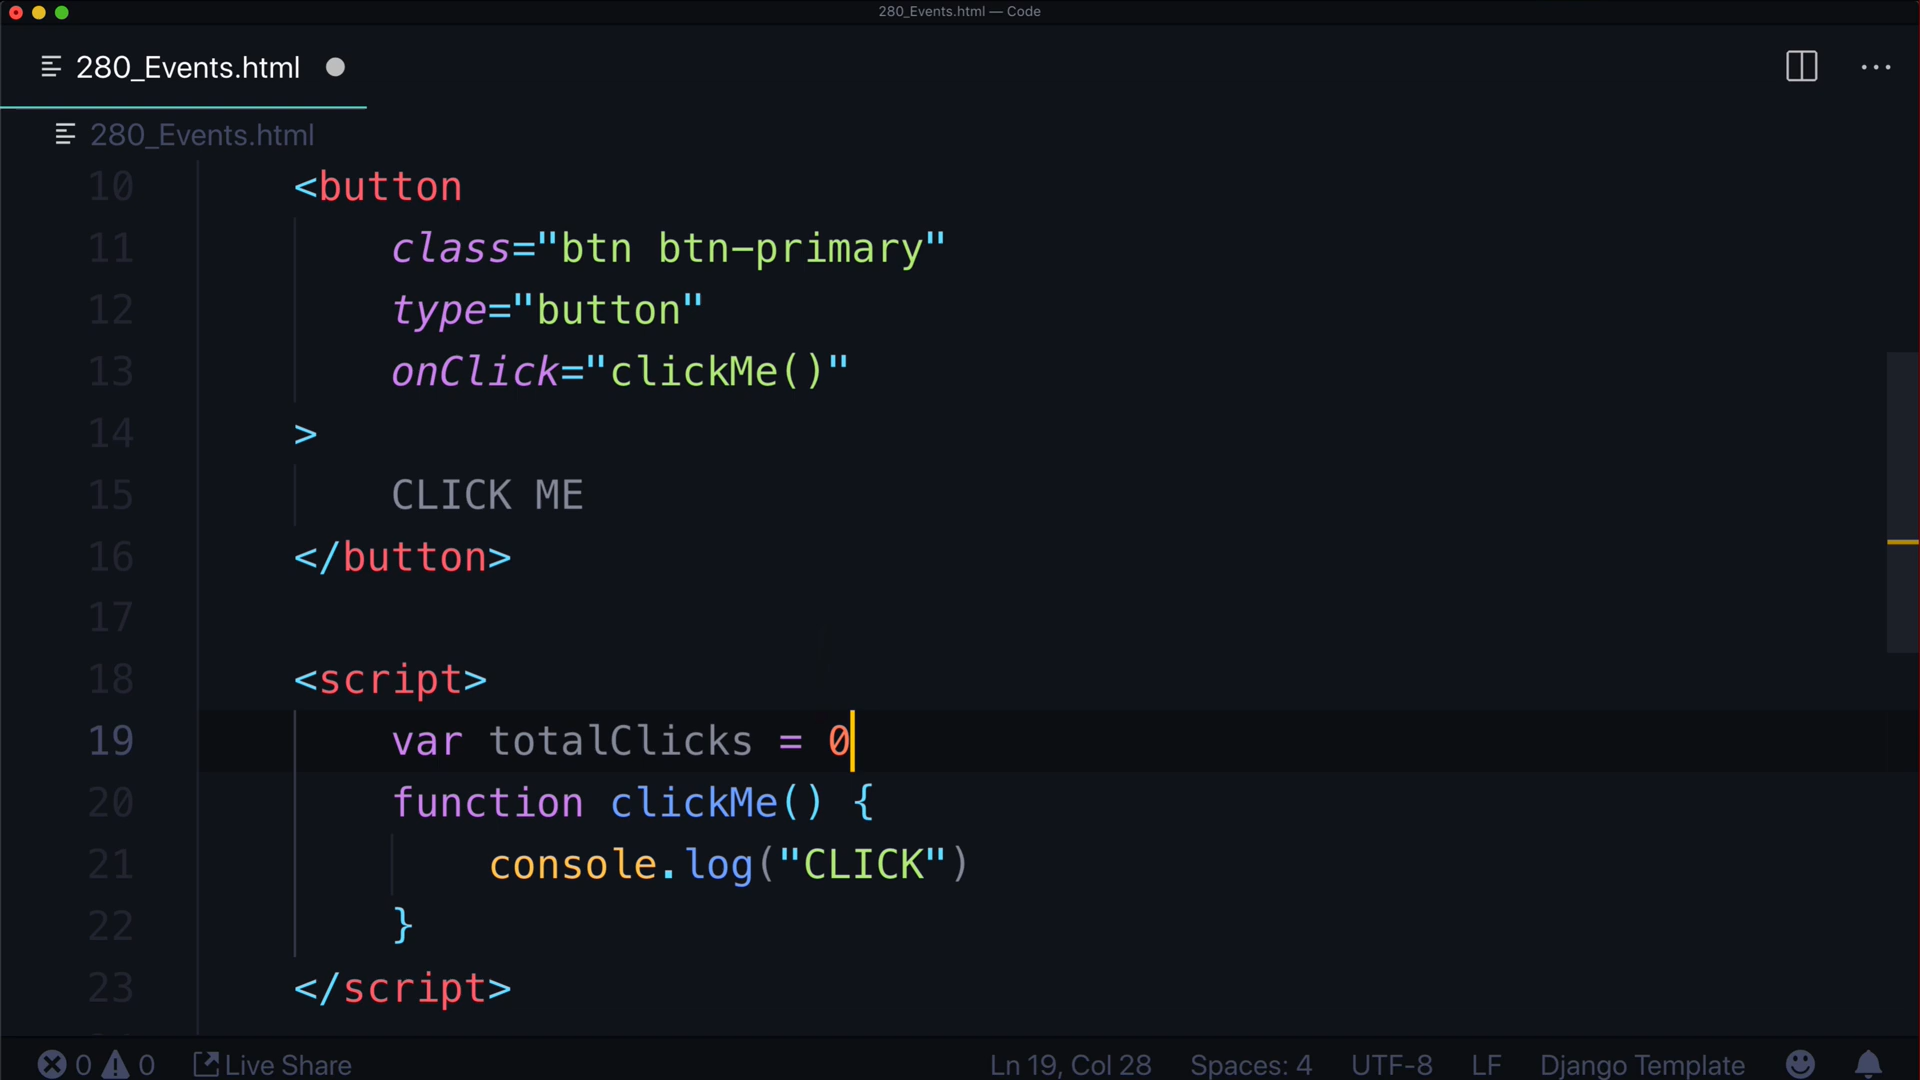 280_Events.html — Code
280_Events.html
280_Events.html
10 <button
11 class="btn btn-primary"
12 type="button"
13 onClick="clickMe()"
14 >
15 CLICK ME
16 </button>
17
18 <script>
19 var totalClicks = 0
20 function clickMe() {
21 console.log("CLICK")
22 }
23 </script>
0 0 Live Share Ln 19, Col 28 Spaces: 4 UTF-8 LF Django Template